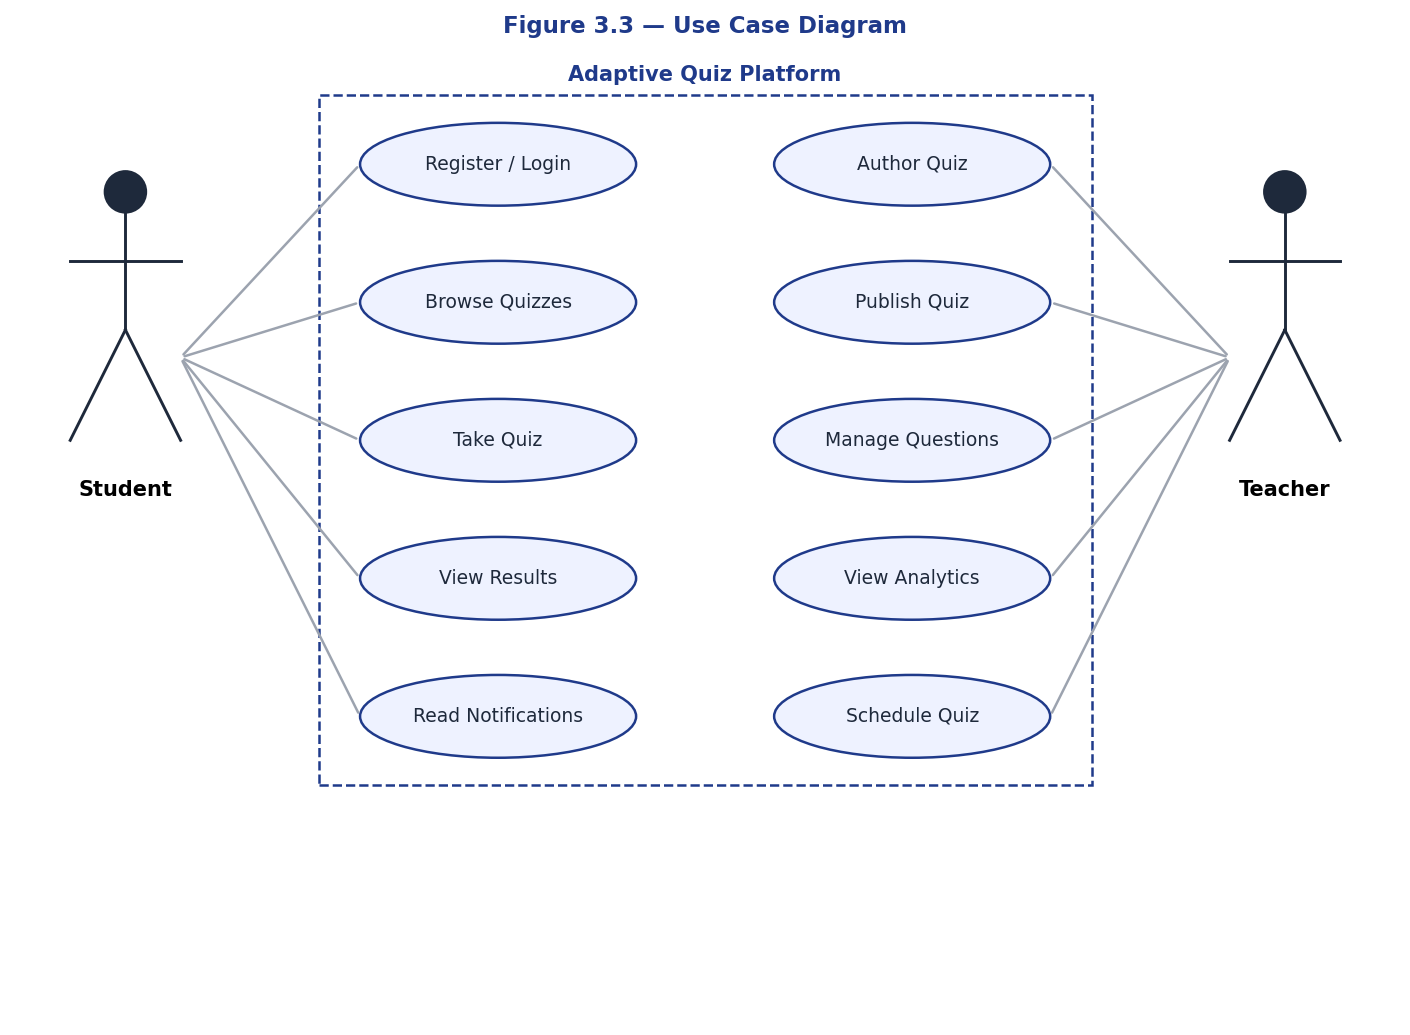 Figure 3.3 — Use Case Diagram
Adaptive Quiz Platform
Register / Login
Author Quiz
Browse Quizzes
Publish Quiz
Take Quiz
Manage Questions
Student
Teacher
View Results
View Analytics
Read Notifications
Schedule Quiz